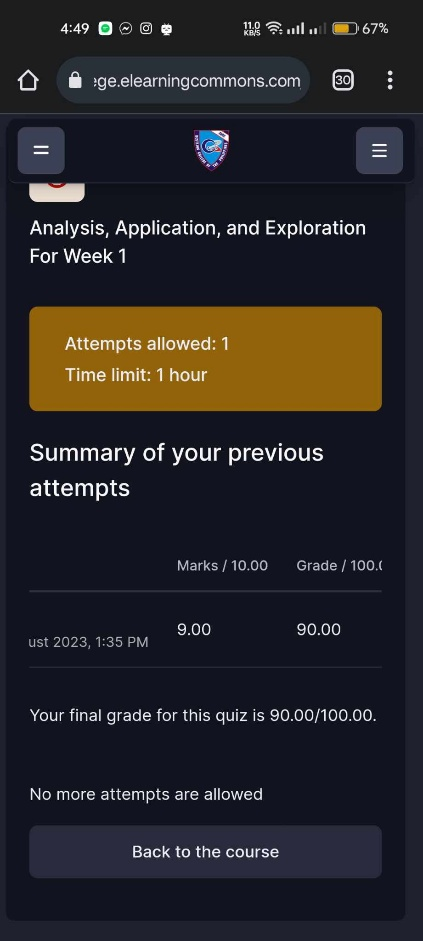 4:49
11.0
KB/S
67%
ege.elearningcommons.com
30
Analysis, Application, and Exploration
For Week 1
Attempts allowed: 1
Time limit: 1 hour
Summary of your previous
attempts
Marks / 10.00 Grade / 100.0
ust 2023, 1:35 PM 9.00 90.00
Your final grade for this quiz is 90.00/100.00.
No more attempts are allowed
Back to the course